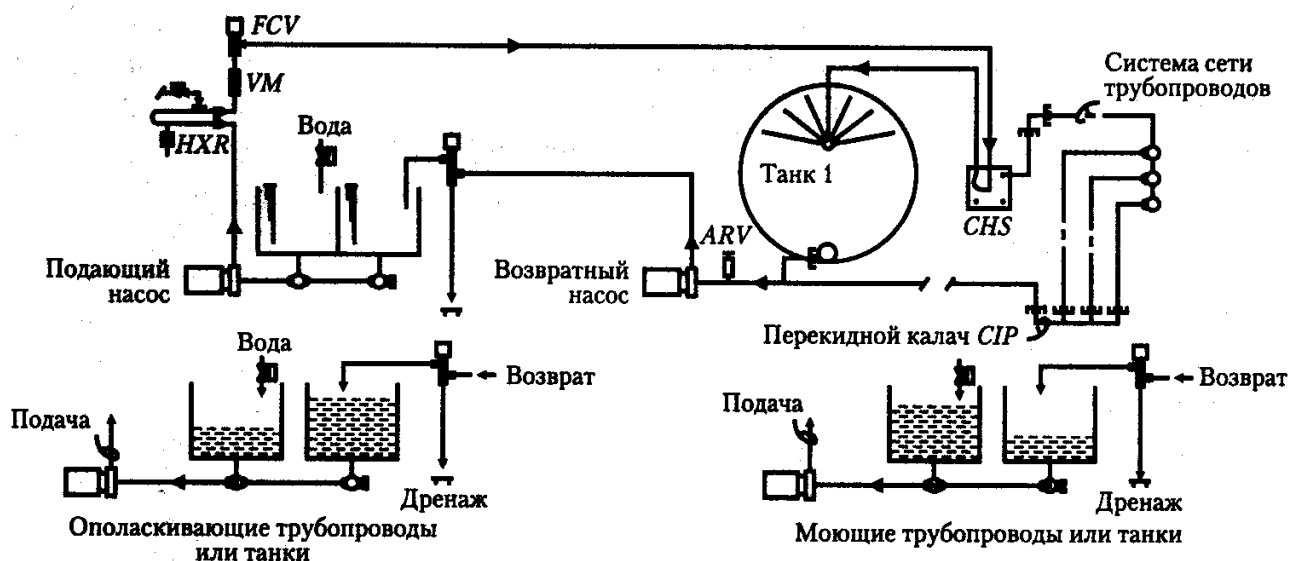 FCV
VM
HXR
Вода
Танк 1
Система сети
трубопроводов
CHS
ARV
Подающий
насос
Возвратный
насос
Перекидной калач CIP
Вода
Возврат
Подача
Дренаж
Ополаскивающие трубопроводы
или танки
Возврат
Подача
Дренаж
Моющие трубопроводы или танки